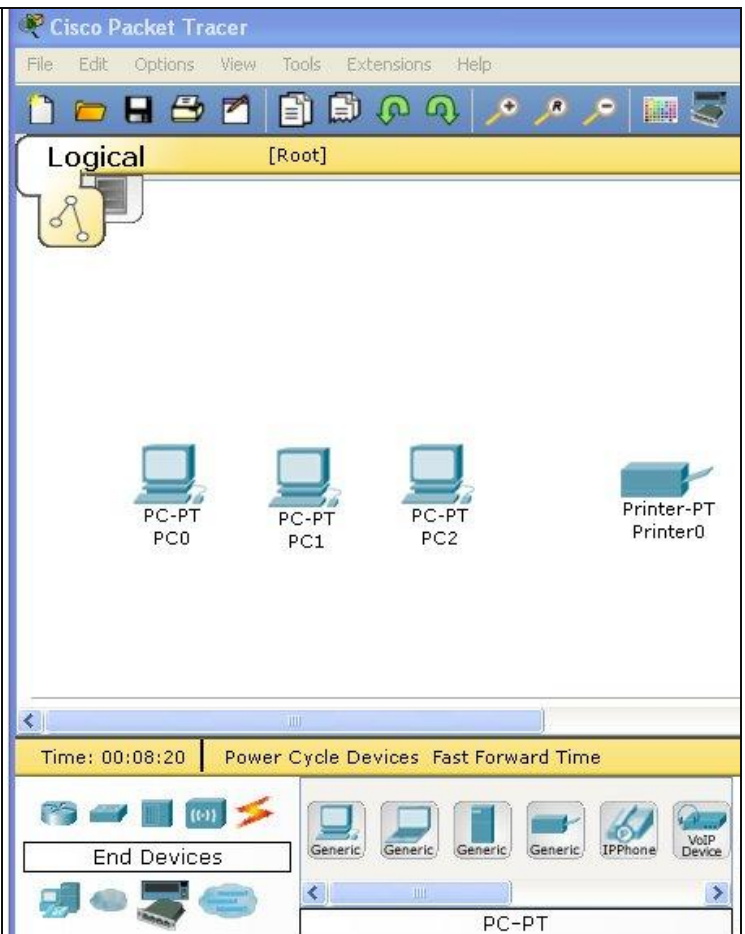 Cisco Packet Tracer
File Edit Options View Tools Extensions Help
Logical [Root]
PC-PT
PC0
PC-PT
PC1
PC-PT
PC2
Printer-PT
Printer0
Time: 00:08:20 Power Cycle Devices Fast Forward Time
End Devices
Generic Generic Generic Generic IPPhone VoIP Device
PC-PT